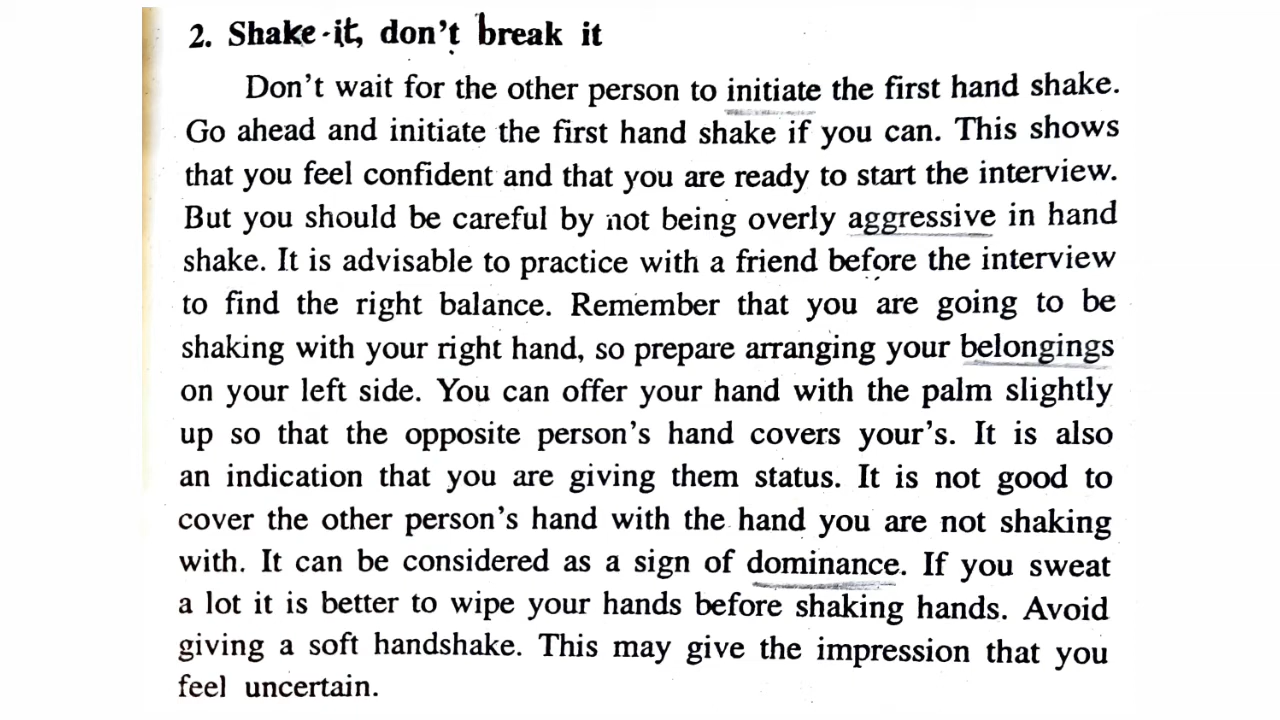 2. Shake it, don't break it
Don't wait for the other person to initiate the first hand shake.
Go ahead and initiate the first hand shake if you can. This shows
that you feel confident and that you are ready to start the interview.
But you should be careful by not being overly aggressive in hand
shake. It is advisable to practice with a friend before the interview
to find the right balance. Remember that you are going to be
shaking with your right hand, so prepare arranging your belongings
on your left side. You can offer your hand with the palm slightly
up so that the opposite person's hand covers your's. It is also
an indication that you are giving them status. It is not good to
cover the other person's hand with the hand you are not shaking
with. It can be considered as a sign of dominance. If you sweat
a lot it is better to wipe your hands before shaking hands. Avoid
giving a soft handshake. This may give the impression that you
feel uncertain.